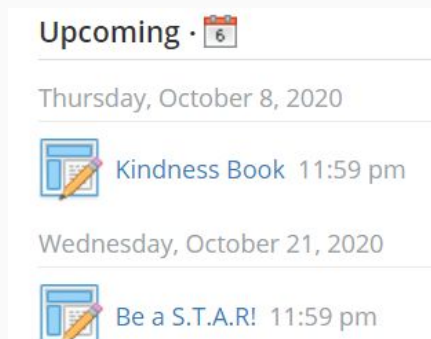 Upcoming · 6
Thursday, October 8, 2020
Kindness Book 11:59 pm
Wednesday, October 21, 2020
Be a S.T.A.R! 11:59 pm